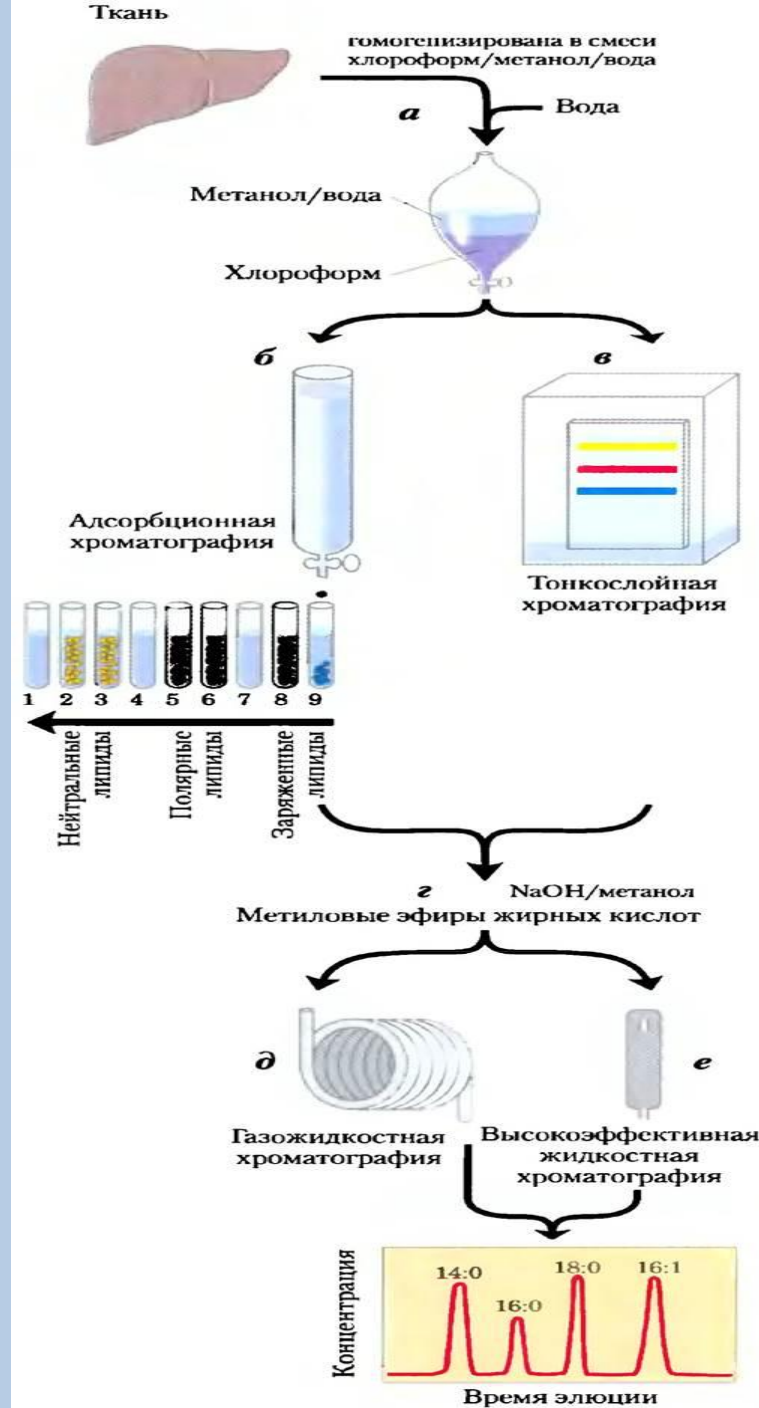 Ткань
гомогенизирована в смеси
хлороформ/метанол/вода
а
Вода
Метанол/вода
Хлороформ
б
в
Адсорбционная
хроматография
Тонкослойная
хроматография
1 2 3 4 5 6 7 8 9
Нейтральные
липиды
Полярные
липиды
Заряженные
липиды
г NaOH/метанол
Метиловые эфиры жирных кислот
д
е
Газожидкостная
хроматография
Высокоэффективная
жидкостная
хроматография
Концентрация
14:0
16:0
18:0
16:1
Время элюции